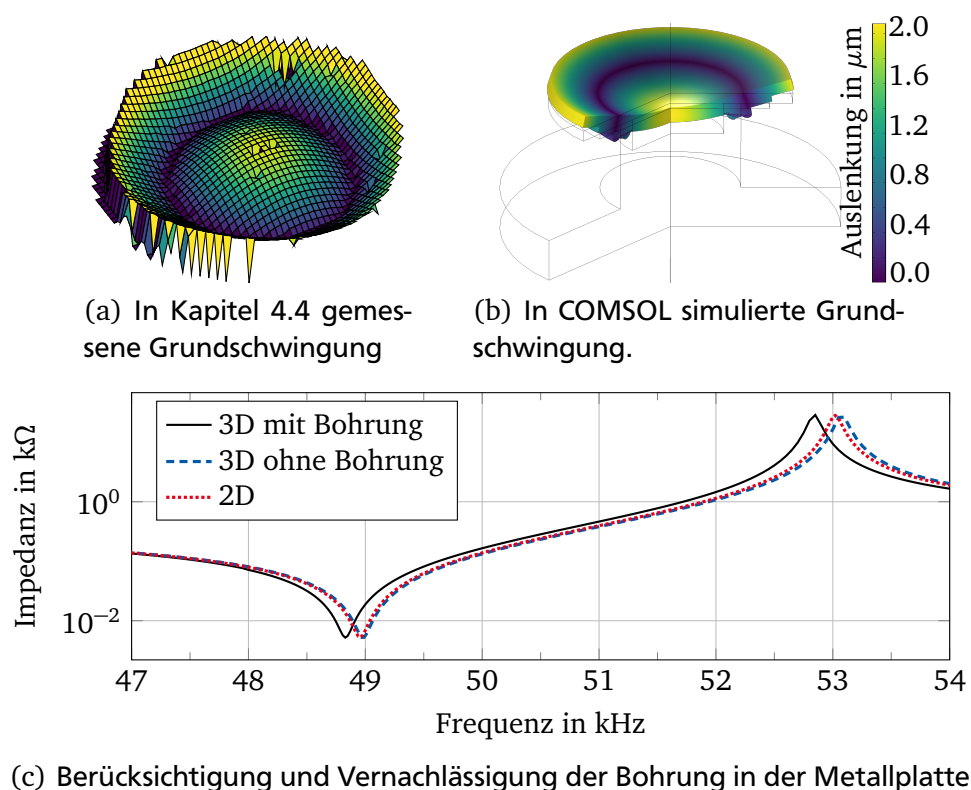 2.0
1.6
1.2
0.8
0.4
0.0
Auslenkung in μm
(a) In Kapitel 4.4 gemes-
sene Grundschwingung
(b) In COMSOL simulierte Grund-
schwingung.
3D mit Bohrung
3D ohne Bohrung
2D
Impedanz in kΩ
10⁰
10⁻²
47 48 49 50 51 52 53 54
Frequenz in kHz
(c) Berücksichtigung und Vernachlässigung der Bohrung in der Metallplatte